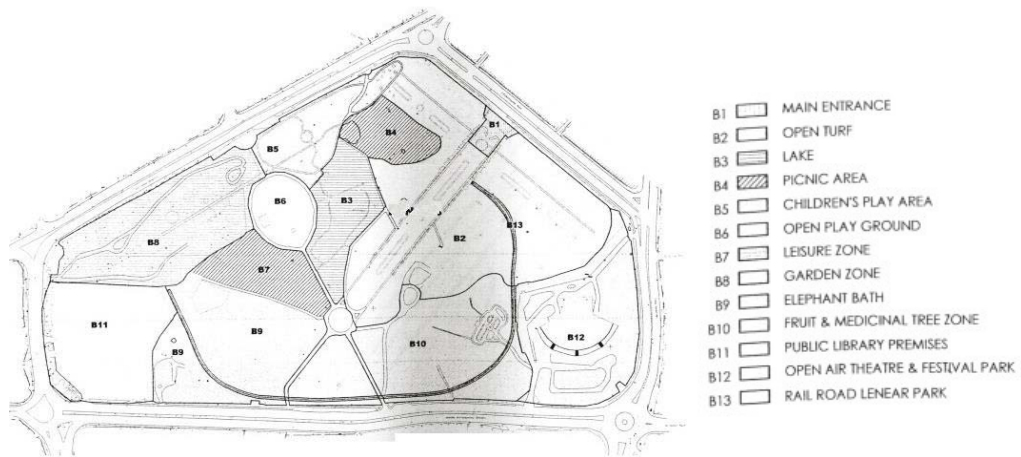 B1
B4
B5
B3
B6
B13
B2
B8
B7
B11
B9
B9
B10
B12
B1 MAIN ENTRANCE
B2 OPEN TURF
B3 LAKE
B4 PICNIC AREA
B5 CHILDREN'S PLAY AREA
B6 OPEN PLAY GROUND
B7 LEISURE ZONE
B8 GARDEN ZONE
B9 ELEPHANT BATH
B10 FRUIT & MEDICINAL TREE ZONE
B11 PUBLIC LIBRARY PREMISES
B12 OPEN AIR THEATRE & FESTIVAL PARK
B13 RAIL ROAD LENEAR PARK